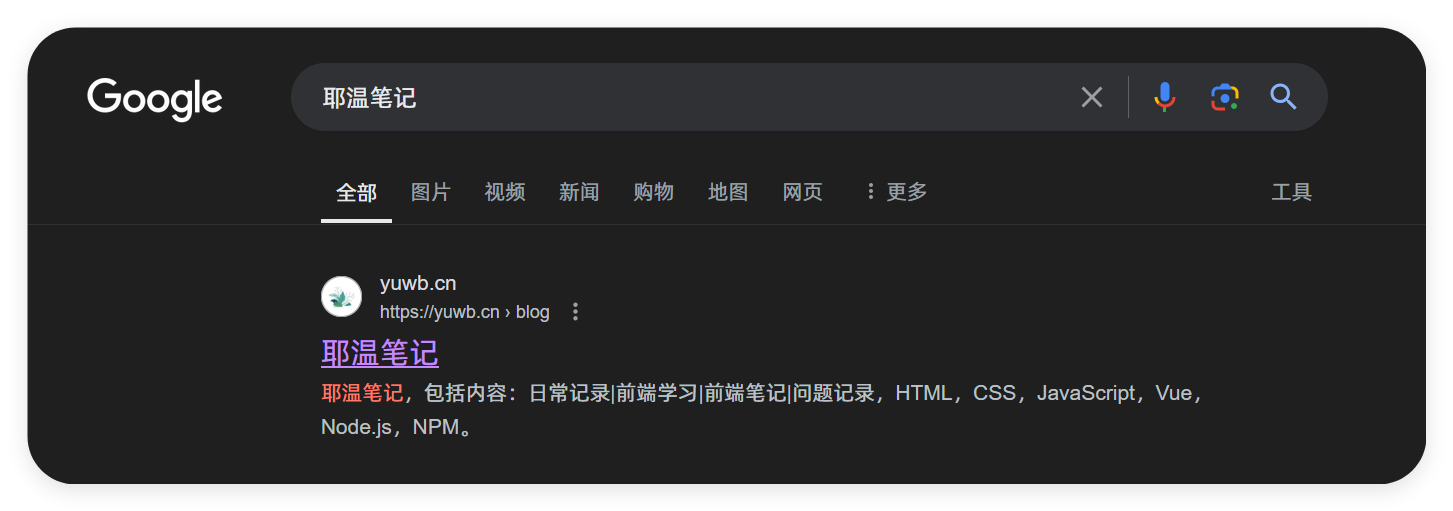 Google
耶温笔记
全部 图片 视频 新闻 购物 地图 网页 更多 工具
yuwb.cn
https://yuwb.cn › blog
耶温笔记
耶温笔记，包括内容：日常记录|前端学习|前端笔记|问题记录，HTML，CSS，JavaScript，Vue，
Node.js，NPM。